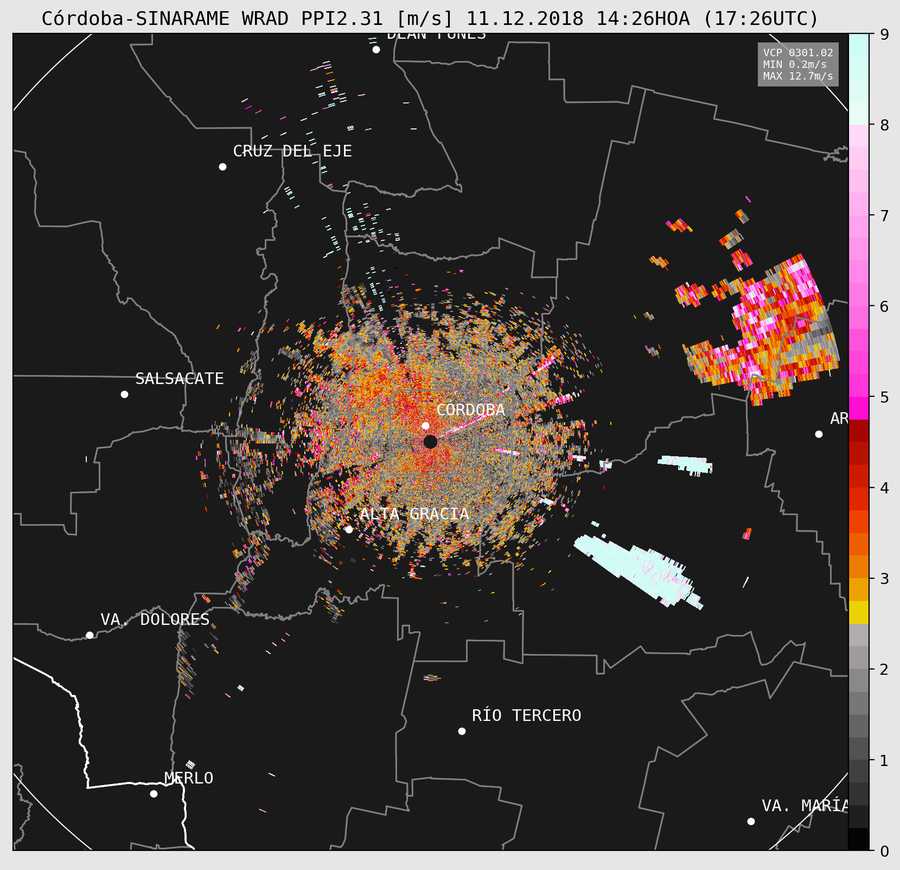 Córdoba-SINARAME WRAD PPI2.31 [m/s] 11.12.2018 14:26HOA (17:26UTC)
DEAN FUNES
VCP 0301.02
MIN 0.2m/s
MAX 12.7m/s
CRUZ DEL EJE
SALSACATE
CÓRDOBA
AR
ALTA GRACIA
VA. DOLORES
RÍO TERCERO
MERLO
VA. MARÍA
9
8
7
6
5
4
3
2
1
0